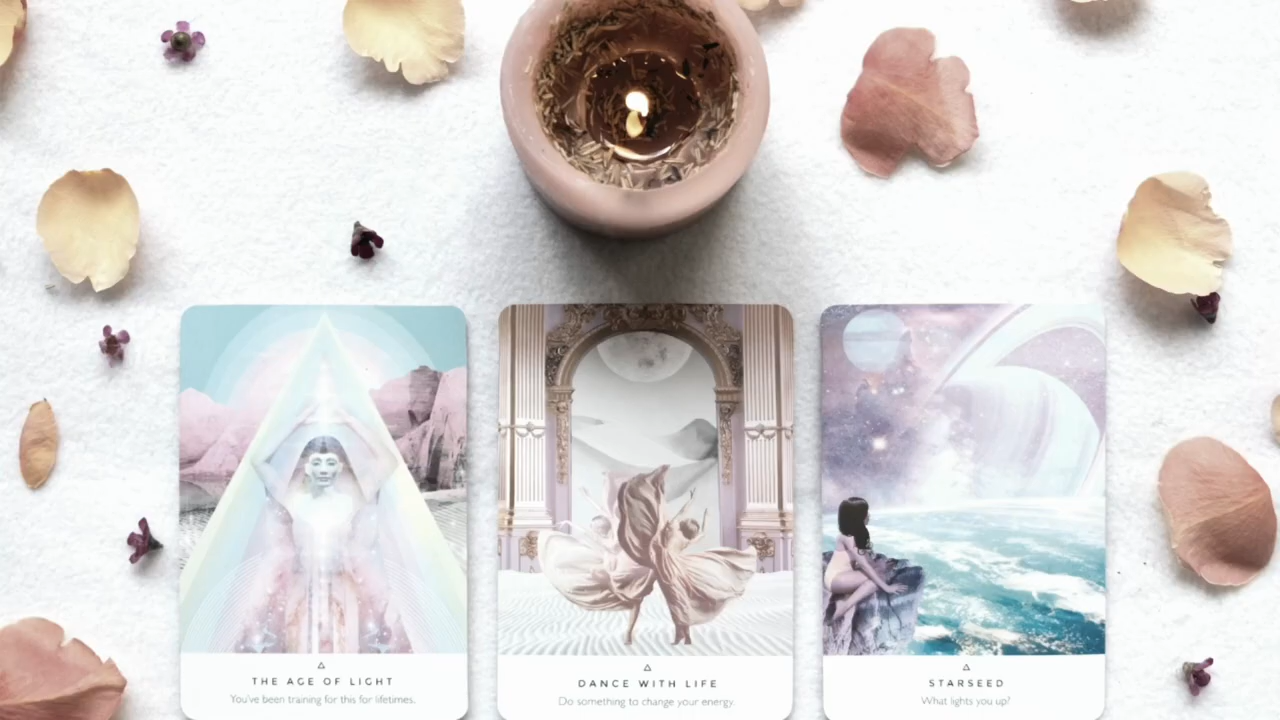 THE AGE OF LIGHT
You've been training for this for lifetimes.
DANCE WITH LIFE
Do something to change your energy.
STARSEED
What lights you up?